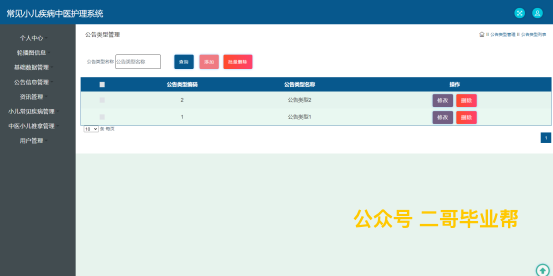 常见小儿疾病中医护理系统
个人中心
轮播图信息
基础数据管理
公告信息管理
资讯管理
小儿常见疾病管理
中医小儿推拿管理
用户管理
公告类型管理
公告类型管理 公告类型列表
公告类型名称 公告类型名称 查询 添加 批量删除
公告类型编码 公告类型名称 操作
2 公告类型2 修改 删除
1 公告类型1 修改 删除
10 条 每页
1
公众号 二哥毕业帮